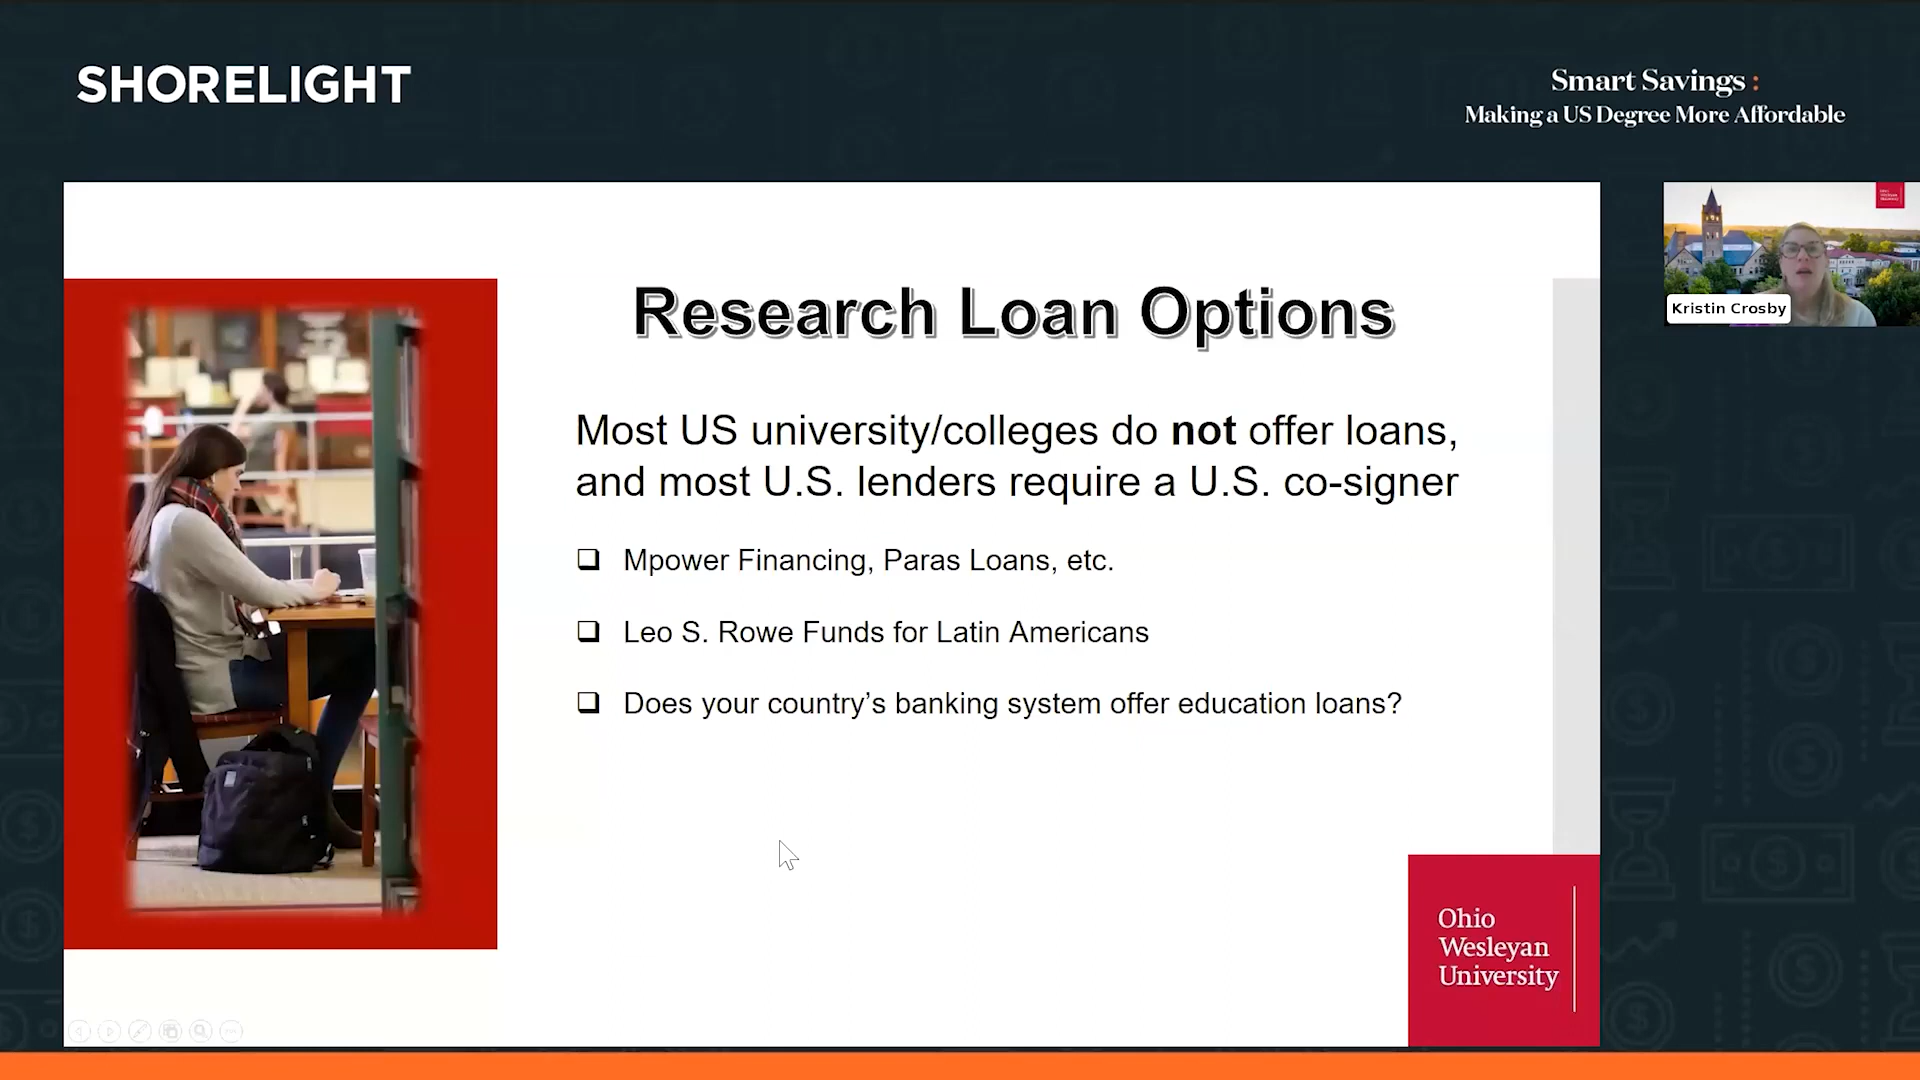 SHORELIGHT
Smart Savings :
Making a US Degree More Affordable
Kristin Crosby
Research Loan Options
Most US university/colleges do not offer loans,
and most U.S. lenders require a U.S. co-signer
❑ Mpower Financing, Paras Loans, etc.
❑ Leo S. Rowe Funds for Latin Americans
❑ Does your country’s banking system offer education loans?
Ohio
Wesleyan
University